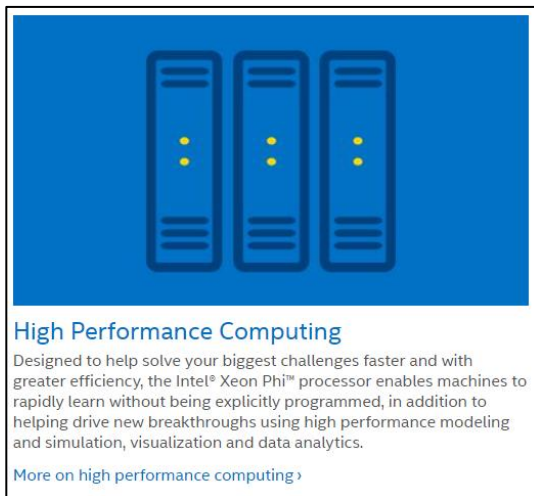 High Performance Computing
Designed to help solve your biggest challenges faster and with
greater efficiency, the Intel® Xeon Phi™ processor enables machines to
rapidly learn without being explicitly programmed, in addition to
helping drive new breakthroughs using high performance modeling
and simulation, visualization and data analytics.
More on high performance computing ›